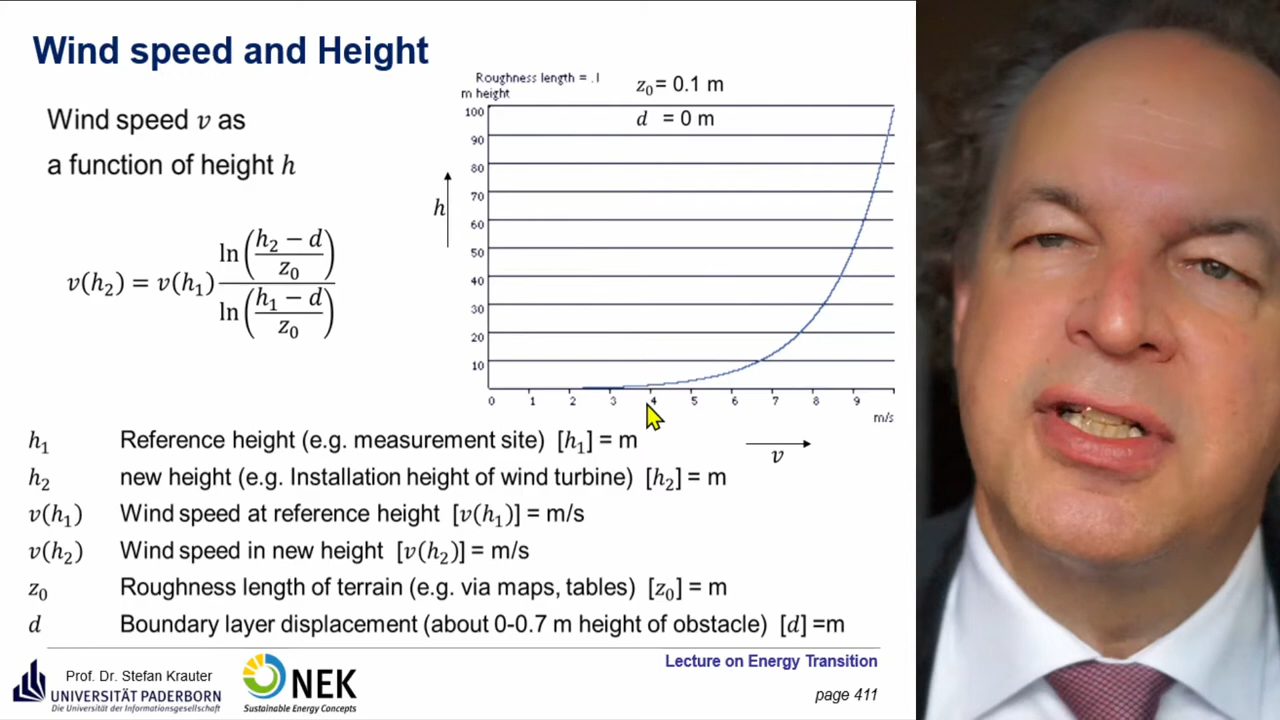 Wind speed and Height
Wind speed v as
a function of height h
v(h₂) = v(h₁) ln((h₂ − d)/z₀) / ln((h₁ − d)/z₀)
Roughness length = .1
m height
z₀= 0.1 m
d = 0 m
100
90
80
70
60
50
40
30
20
10
h
0 1 2 3 4 5 6 7 8 9
m/s
v
h₁ Reference height (e.g. measurement site) [h₁] = m
h₂ new height (e.g. Installation height of wind turbine) [h₂] = m
v(h₁) Wind speed at reference height [v(h₁)] = m/s
v(h₂) Wind speed in new height [v(h₂)] = m/s
z₀ Roughness length of terrain (e.g. via maps, tables) [z₀] = m
d Boundary layer displacement (about 0-0.7 m height of obstacle) [d] =m
Prof. Dr. Stefan Krauter
UNIVERSITÄT PADERBORN
Die Universität der Informationsgesellschaft
NEK
Sustainable Energy Concepts
Lecture on Energy Transition
page 411